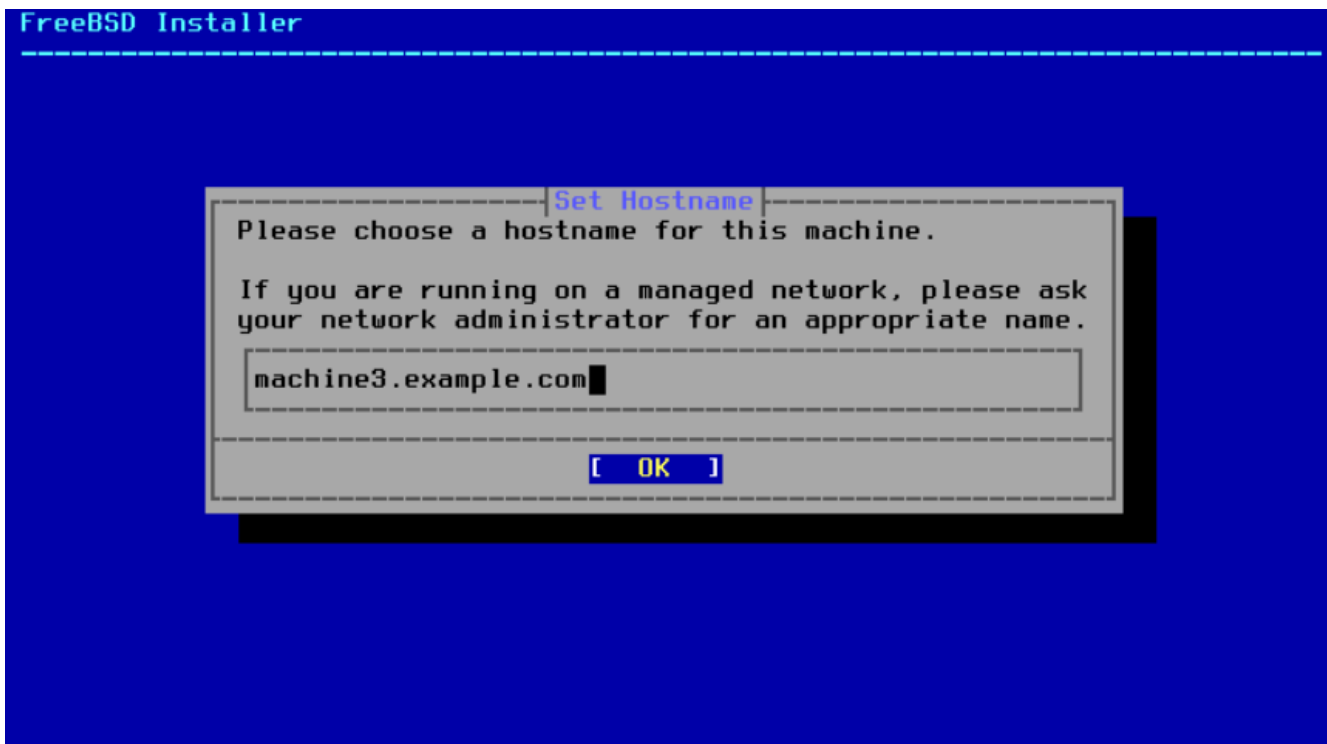 FreeBSD Installer
Set Hostname
Please choose a hostname for this machine.
If you are running on a managed network, please ask
your network administrator for an appropriate name.
machine3.example.com
[ OK ]